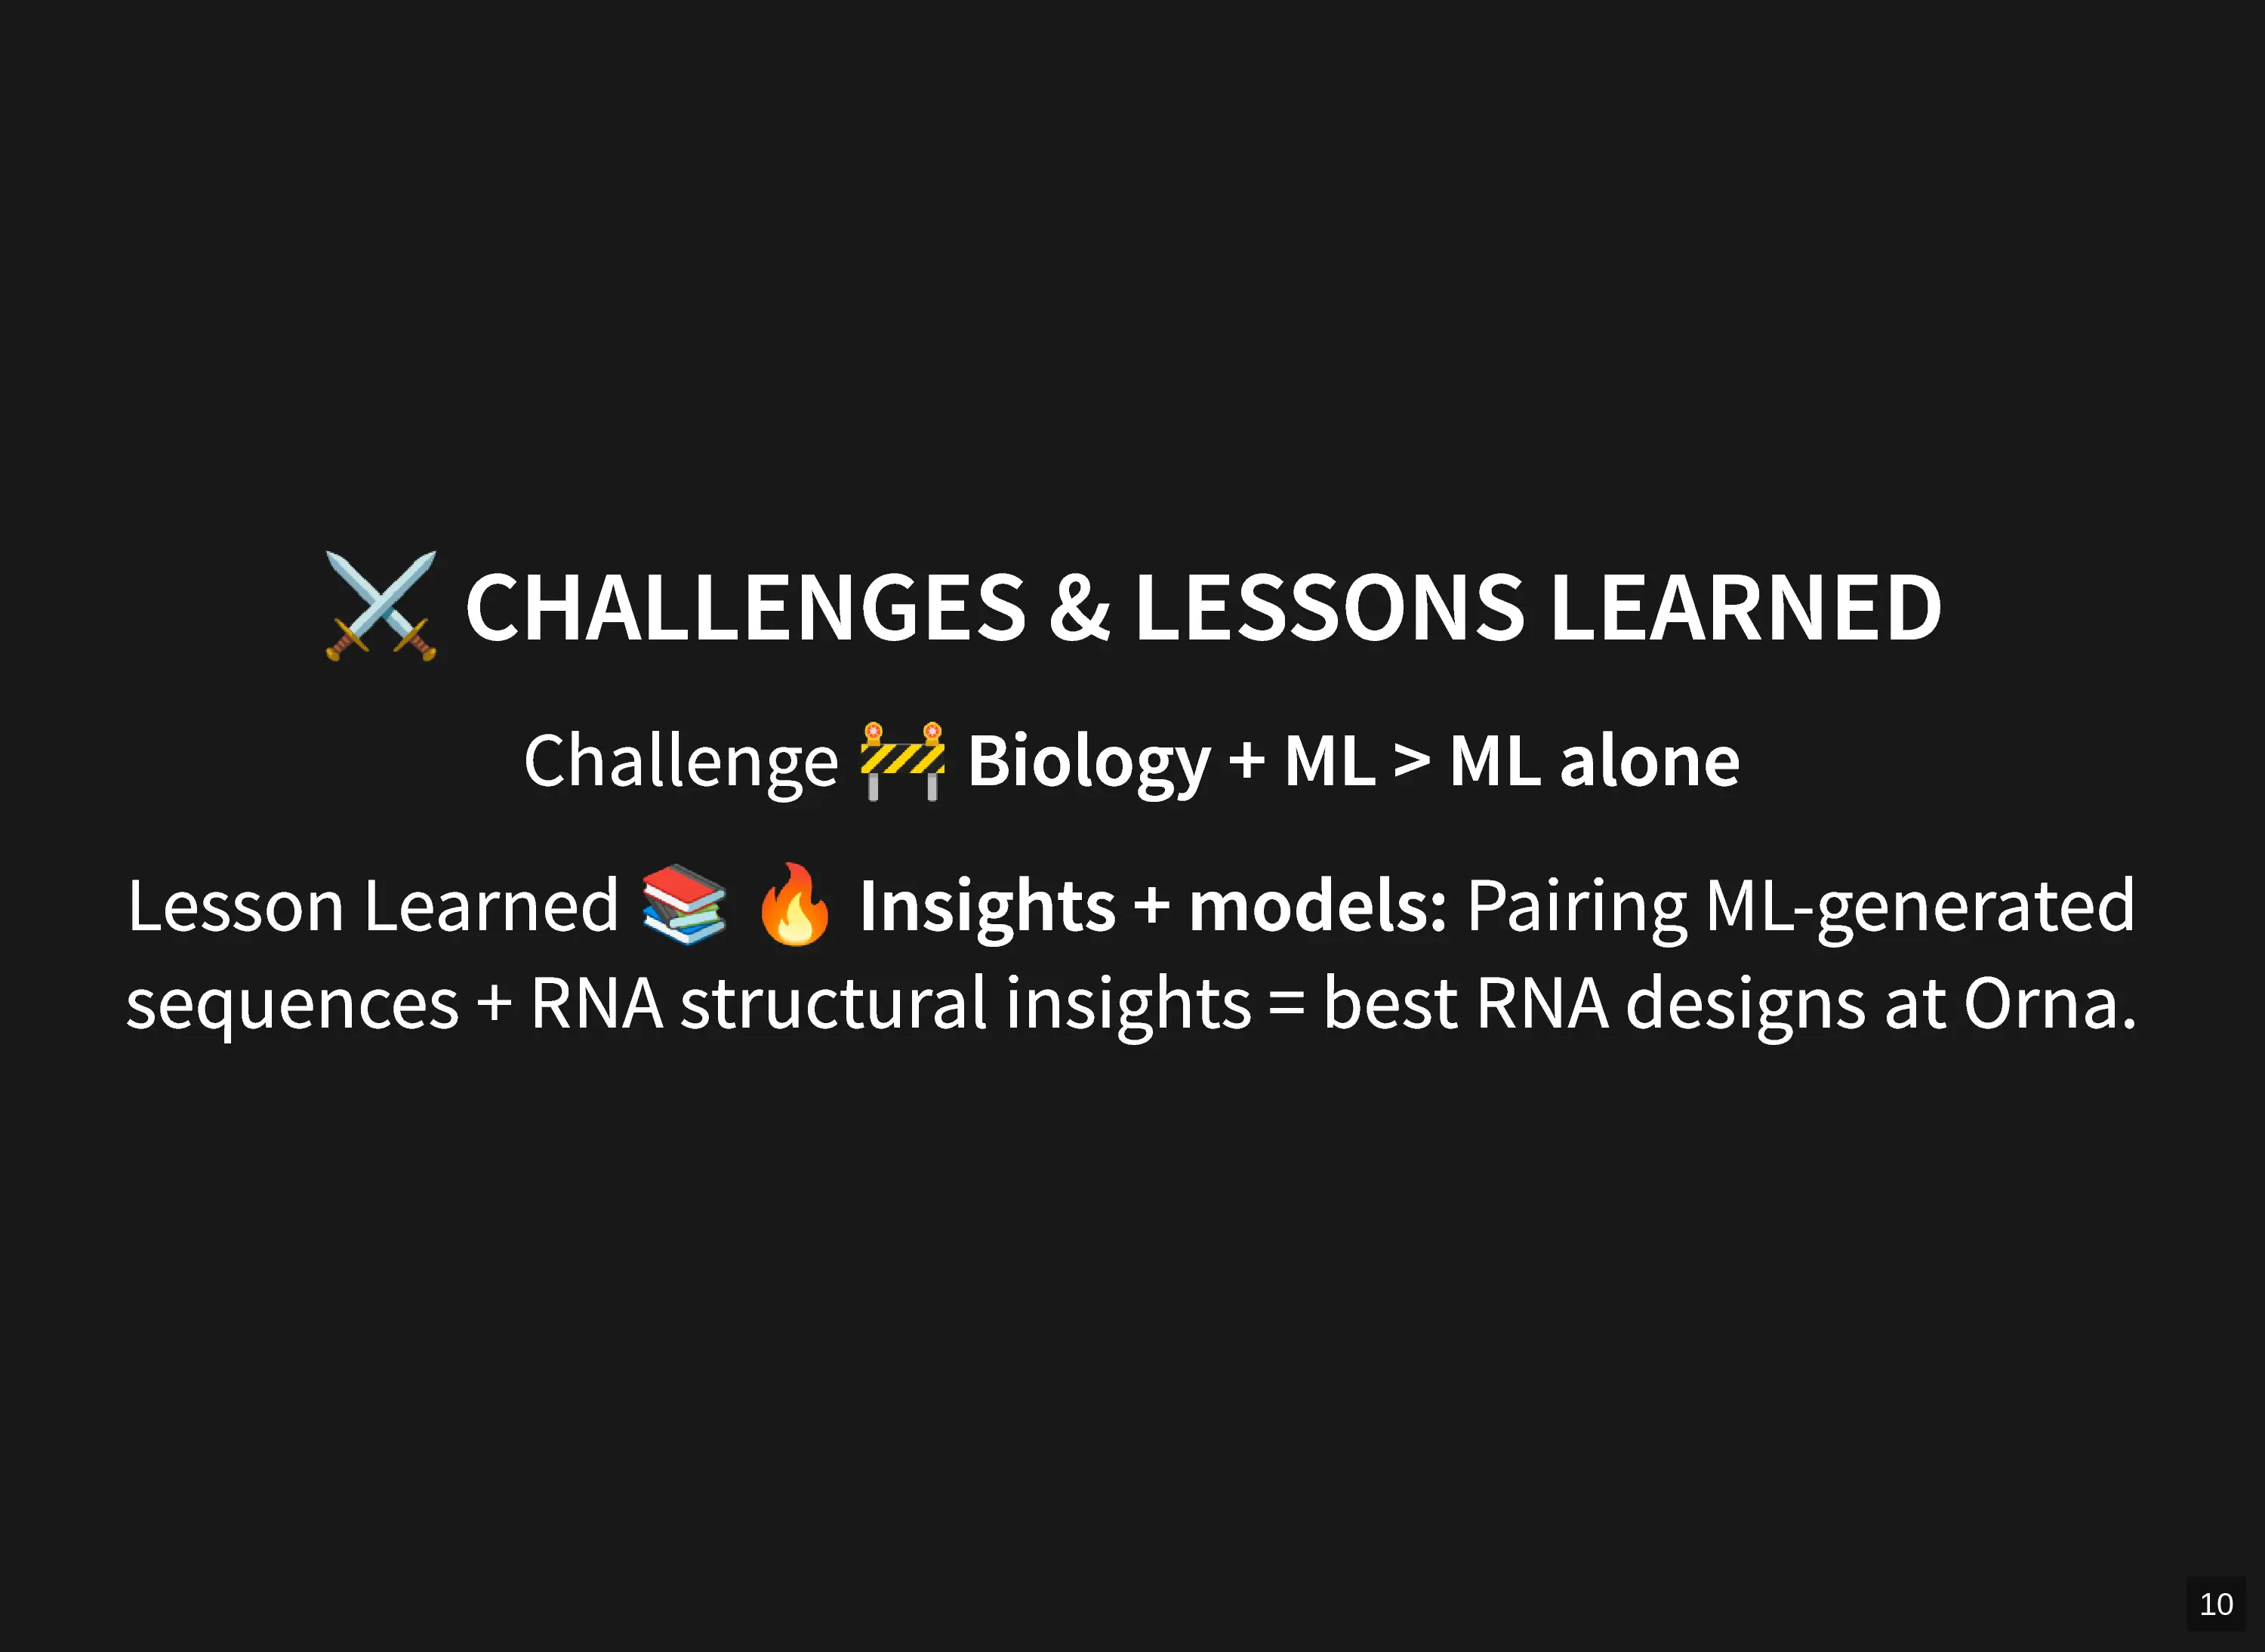 ⚔️ CHALLENGES & LESSONS LEARNED
Challenge 🚧 Biology + ML > ML alone
Lesson Learned 📚 🔥 Insights + models: Pairing ML-generated
sequences + RNA structural insights = best RNA designs at Orna.
10